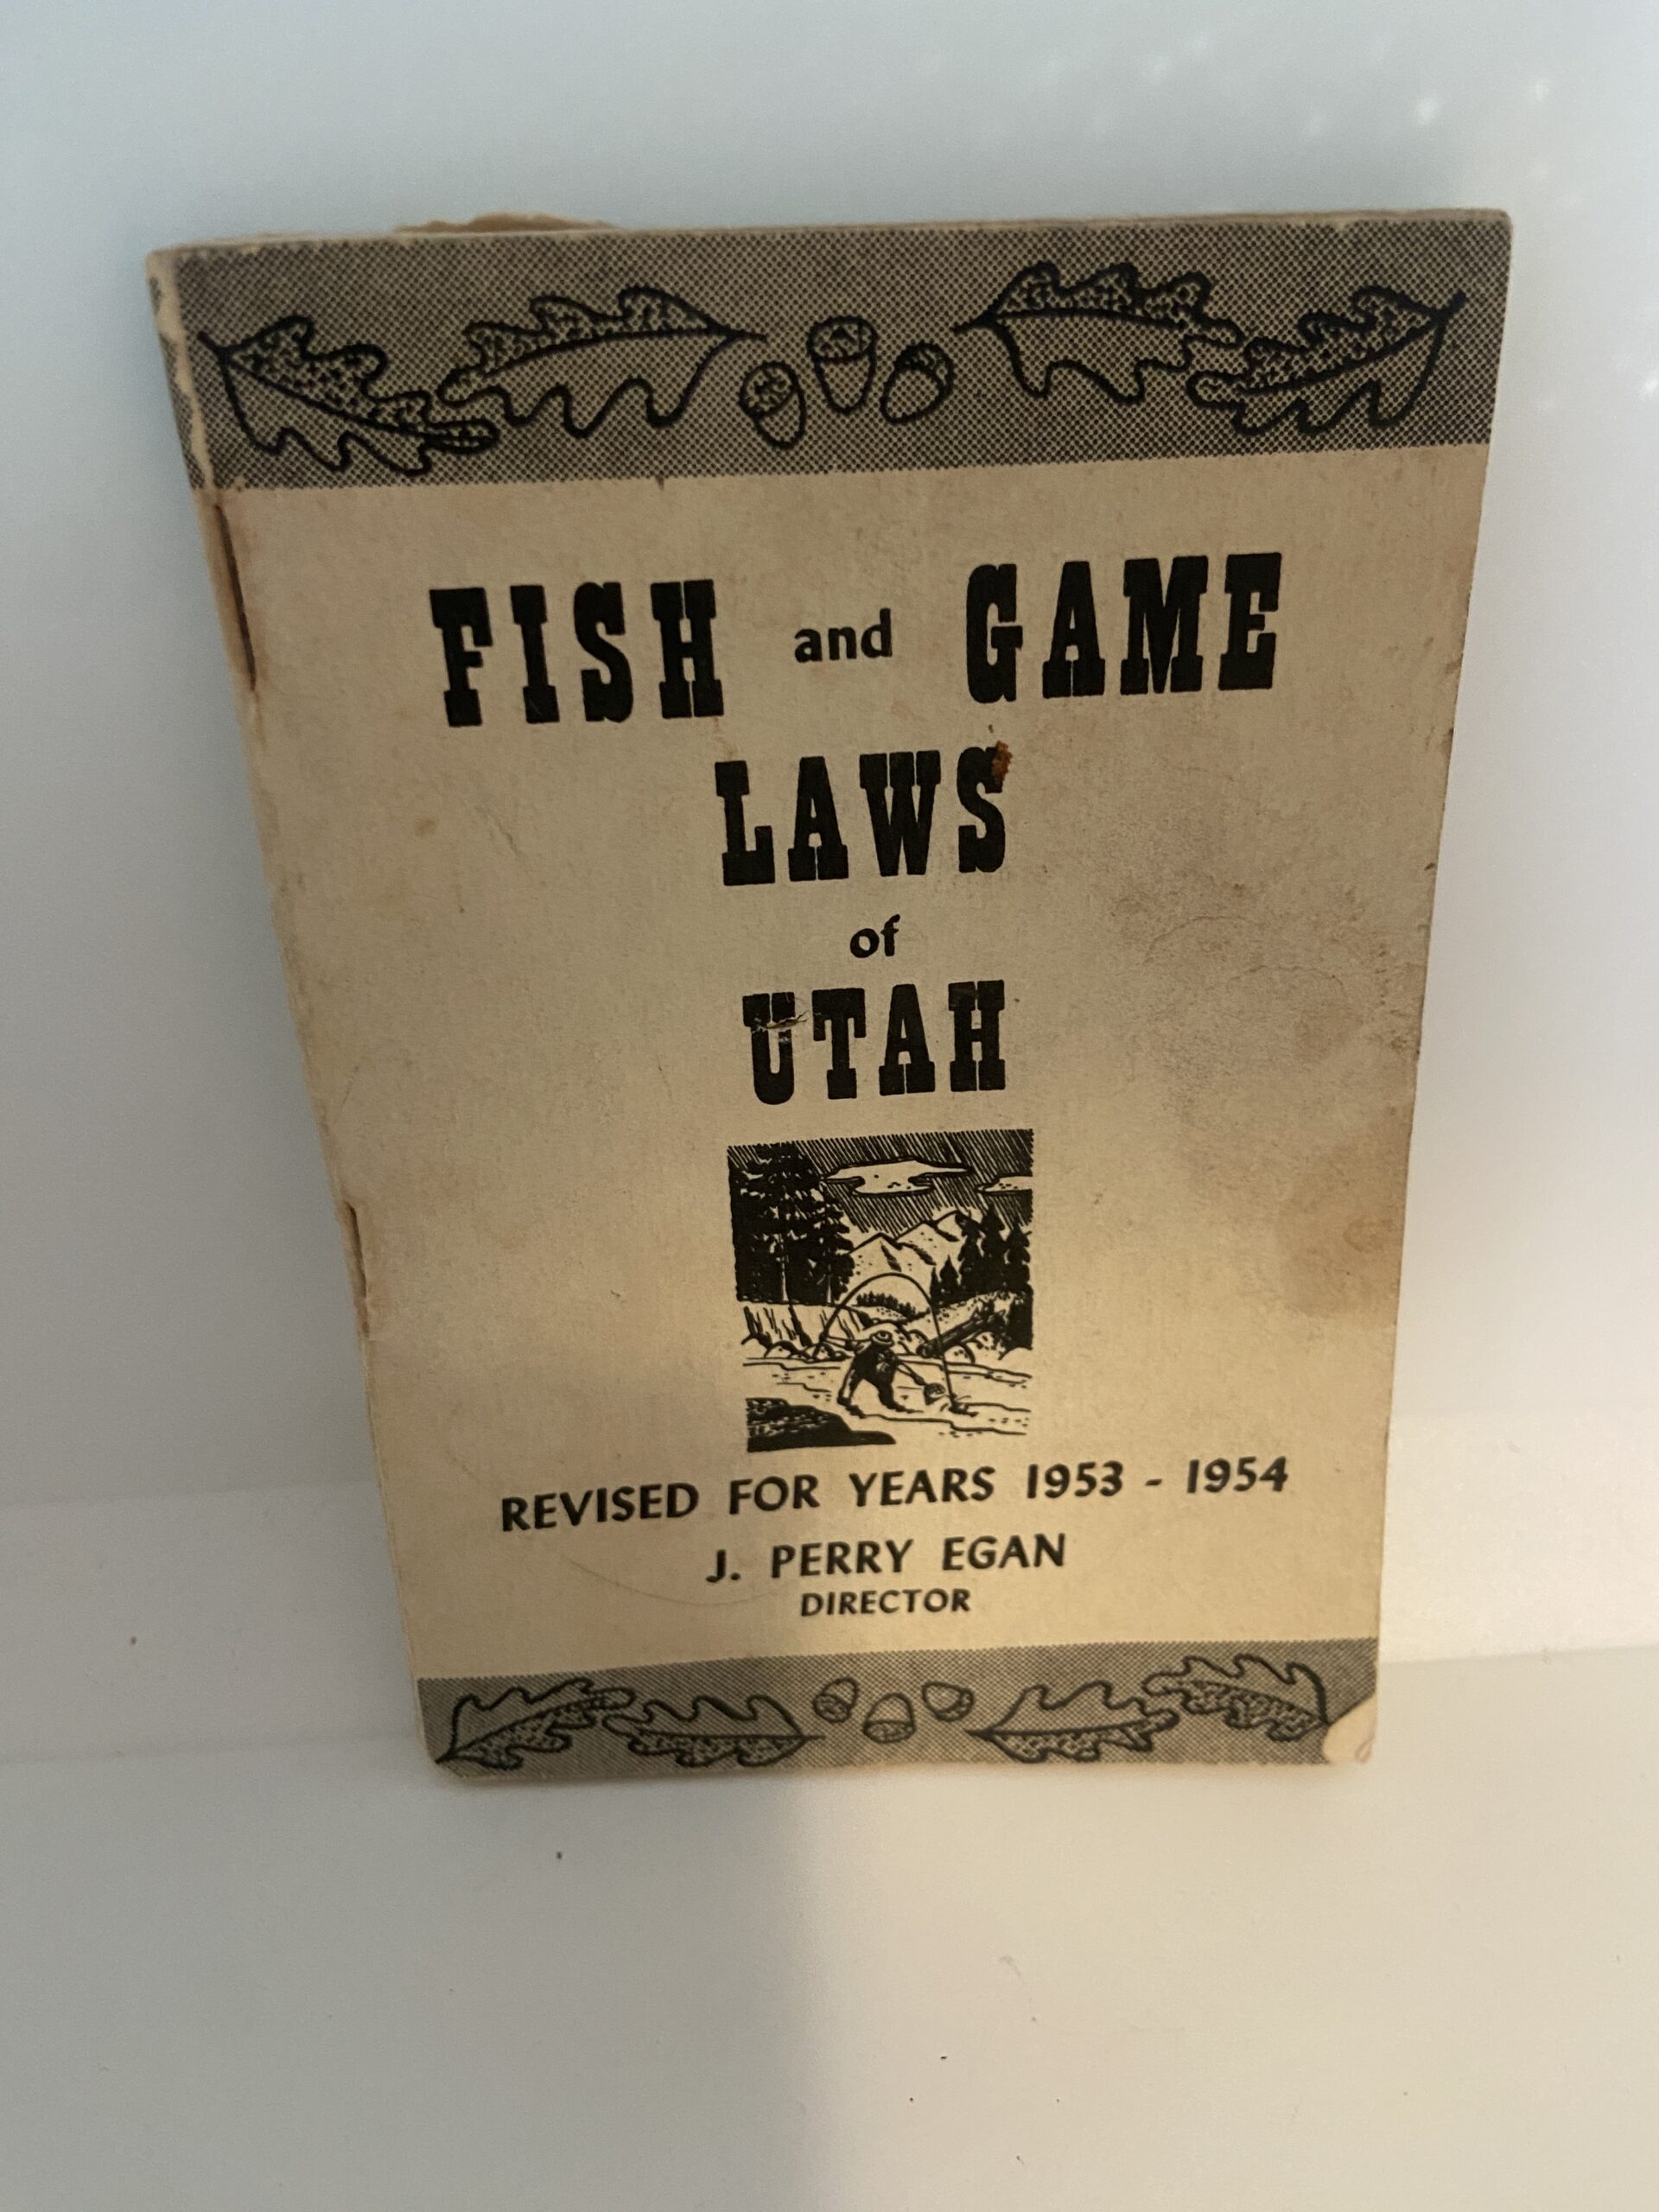 FISH and GAME
LAWS
of
UTAH
REVISED FOR YEARS 1953 - 1954
J. PERRY EGAN
DIRECTOR